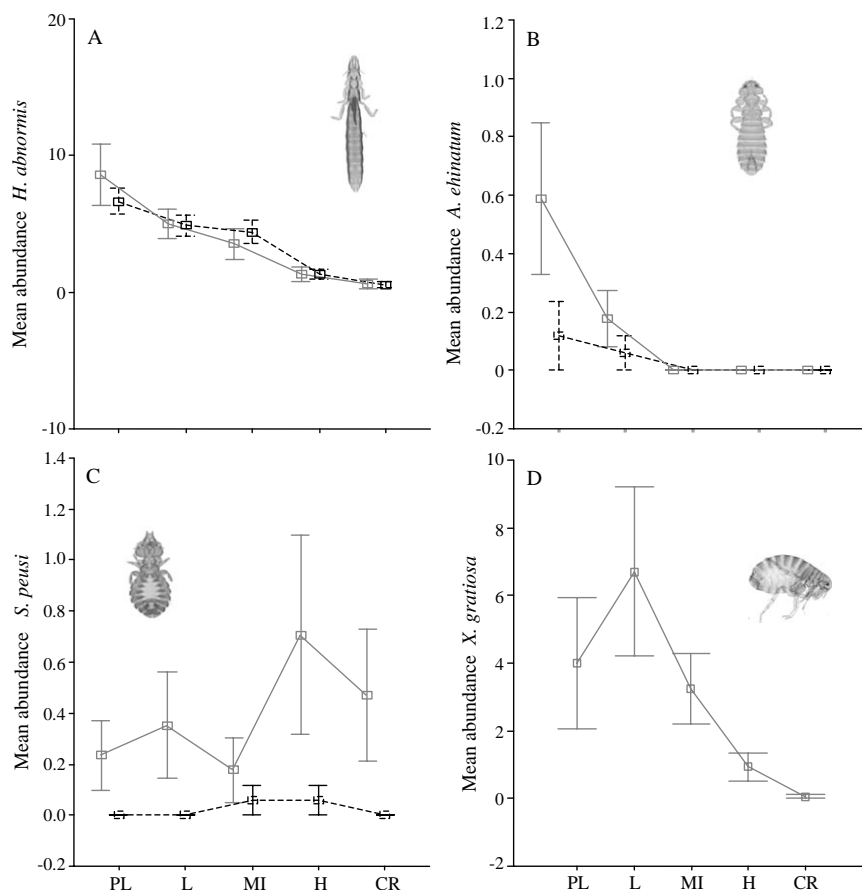 A
20
10
0
-10
Mean abundance H. abnormis
B
1.2
1.0
0.8
0.6
0.4
0.2
0
-0.2
Mean abundance A. ehinatum
C
1.4
1.2
1.0
0.8
0.6
0.4
0.2
0.0
-0.2
Mean abundance S. peusi
PL L MI H CR
D
10
8
6
4
2
0
-2
Mean abundance X. gratiosa
PL L MI H CR